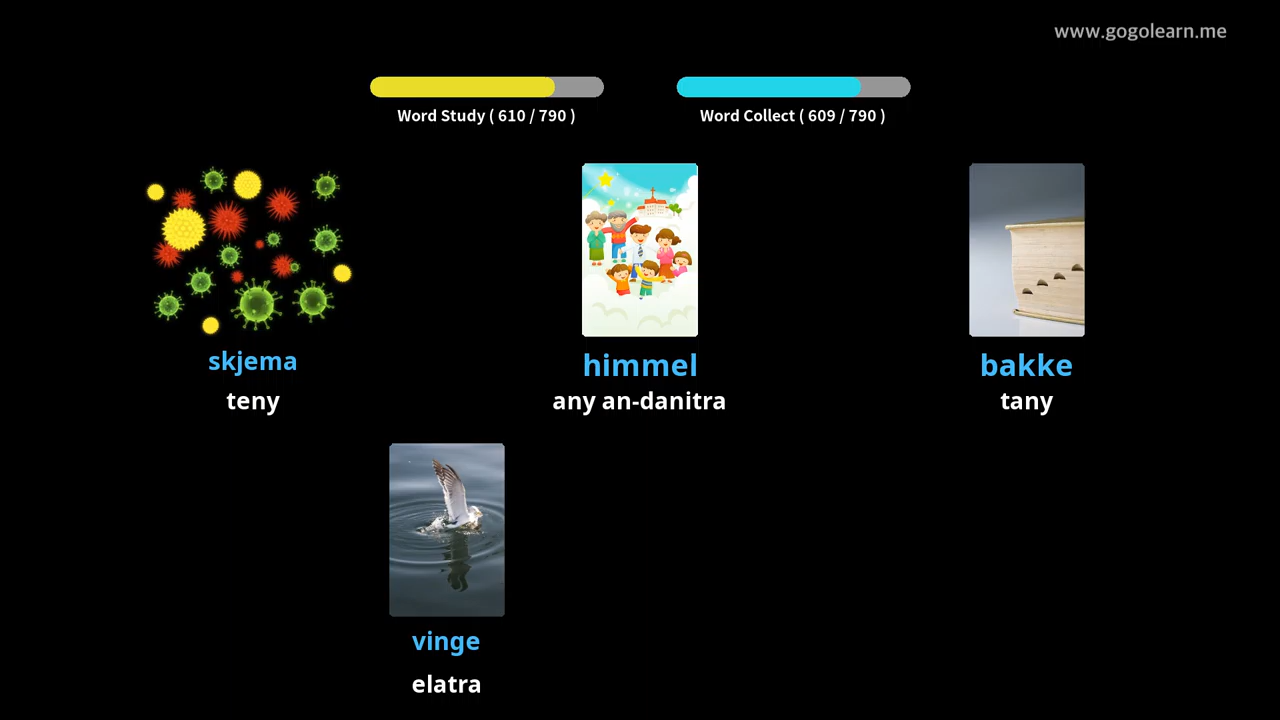 www.gogolearn.me
Word Study ( 610 / 790 )
Word Collect ( 609 / 790 )
skjema
teny
himmel
any an-danitra
bakke
tany
vinge
elatra